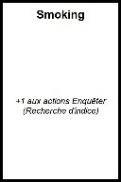 Smoking
+1 aux actions Enquêter
(Recherche d'indice)